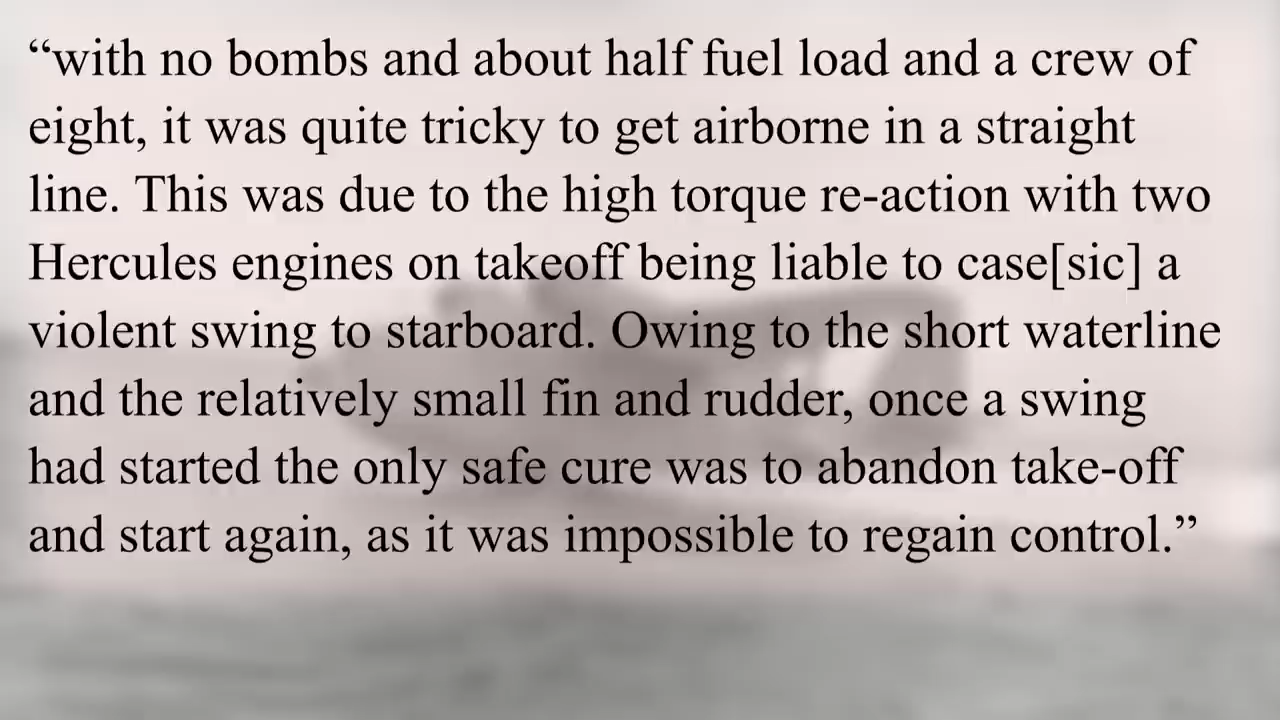 “with no bombs and about half fuel load and a crew of
eight, it was quite tricky to get airborne in a straight
line. This was due to the high torque re-action with two
Hercules engines on takeoff being liable to case[sic] a
violent swing to starboard. Owing to the short waterline
and the relatively small fin and rudder, once a swing
had started the only safe cure was to abandon take-off
and start again, as it was impossible to regain control.”